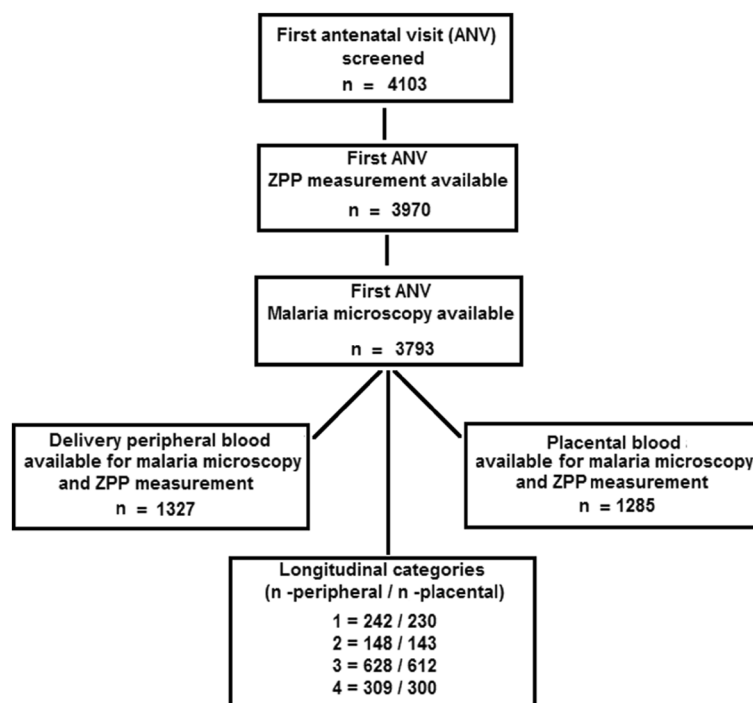 First antenatal visit (ANV)
screened
n = 4103
First ANV
ZPP measurement available
n = 3970
First ANV
Malaria microscopy available
n = 3793
Delivery peripheral blood
available for malaria microscopy
and ZPP measurement
n = 1327
Placental blood
available for malaria microscopy
and ZPP measurement
n = 1285
Longitudinal categories
(n -peripheral / n -placental)
1 = 242 / 230
2 = 148 / 143
3 = 628 / 612
4 = 309 / 300